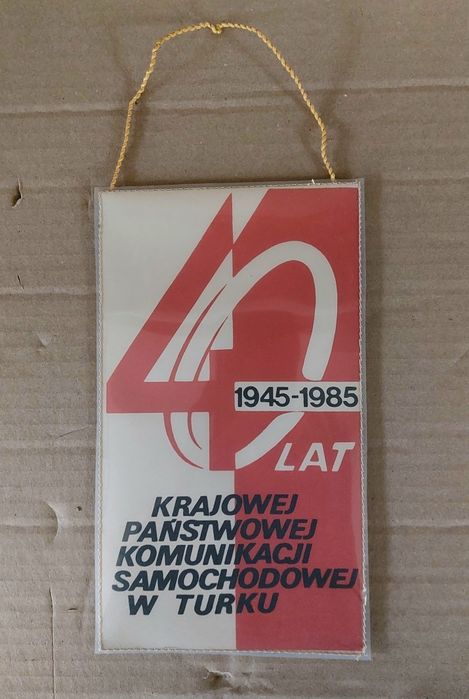 40
1945-1985
LAT
KRAJOWEJ
PAŃSTWOWEJ
KOMUNIKACJI
SAMOCHODOWEJ
W TURKU